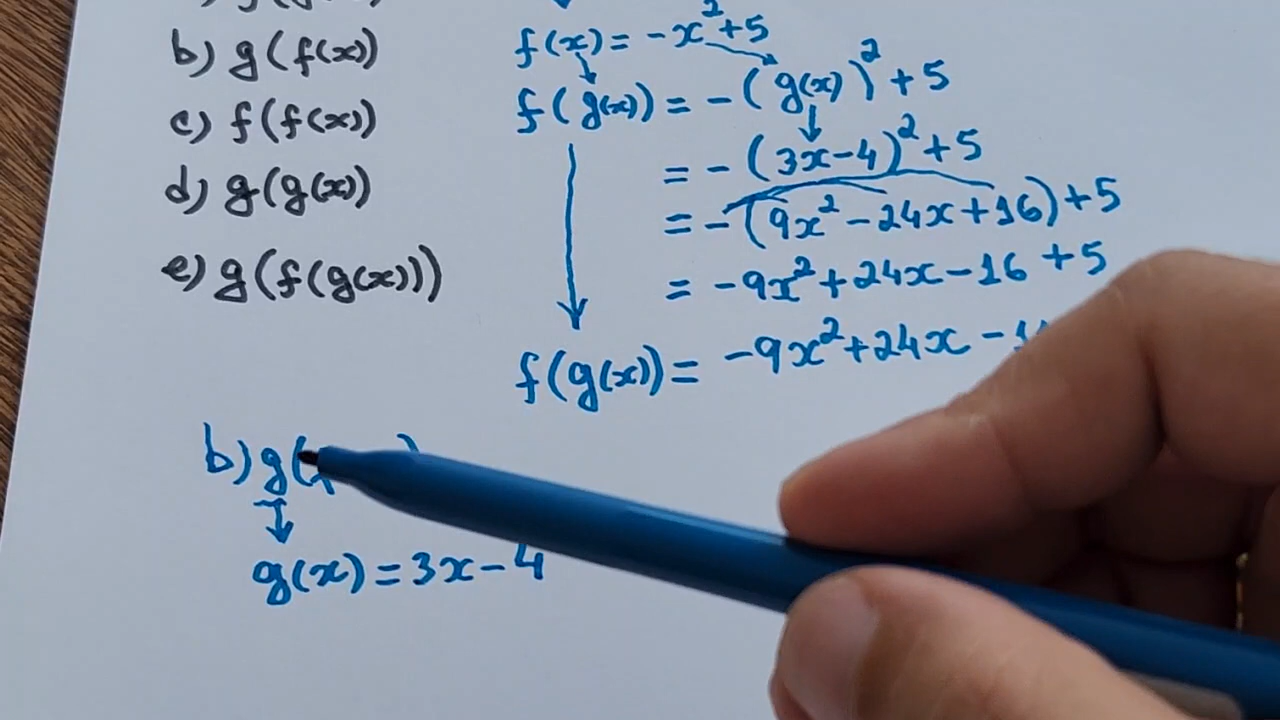 b) g(f(x))
c) f(f(x))
d) g(g(x))
e) g(f(g(x)))
f(x) = -x²+5
f(g(x)) = -(g(x))²+5
= -(3x-4)²+5
= -(9x²-24x+16)+5
= -9x²+24x-16+5
f(g(x)) = -9x²+24x-
b) g(
g(x) = 3x-4